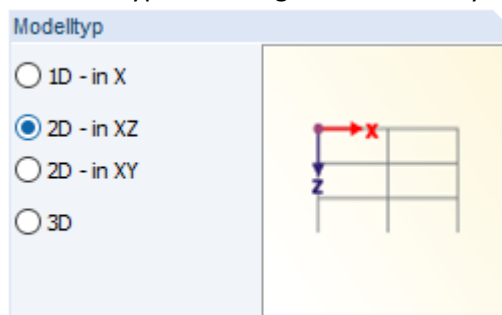 Modelltyp
1D - in X
2D - in XZ
2D - in XY
3D
X
Z